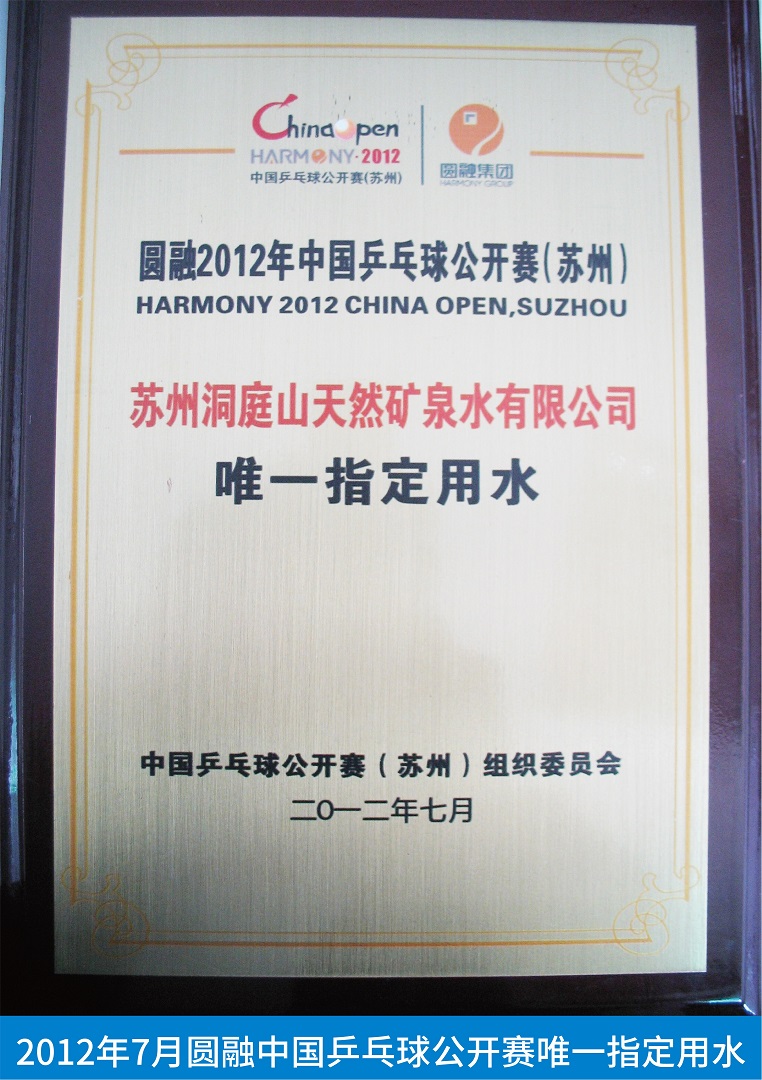 China Open
HARMONY·2012
中国乒乓球公开赛(苏州)
圆融集团
HARMONY GROUP
圆融2012年中国乒乓球公开赛(苏州)
HARMONY 2012 CHINA OPEN,SUZHOU
苏州洞庭山天然矿泉水有限公司
唯一指定用水
中国乒乓球公开赛(苏州)组织委员会
二〇一二年七月
2012年7月圆融中国乒乓球公开赛唯一指定用水